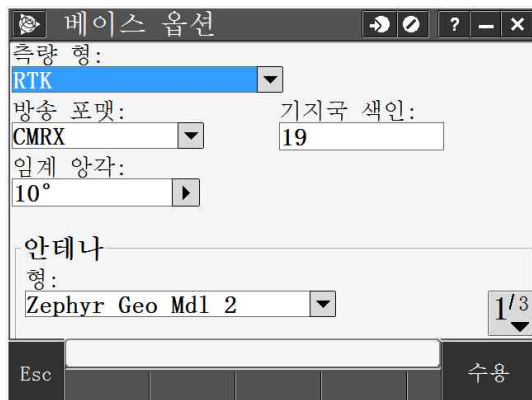 베이스 옵션 ? – ×
측량 형:
RTK
방송 포맷: 기지국 색인:
CMRX 19
임계 앙각:
10°
안테나
형:
Zephyr Geo Mdl 2
1/3
Esc 수용